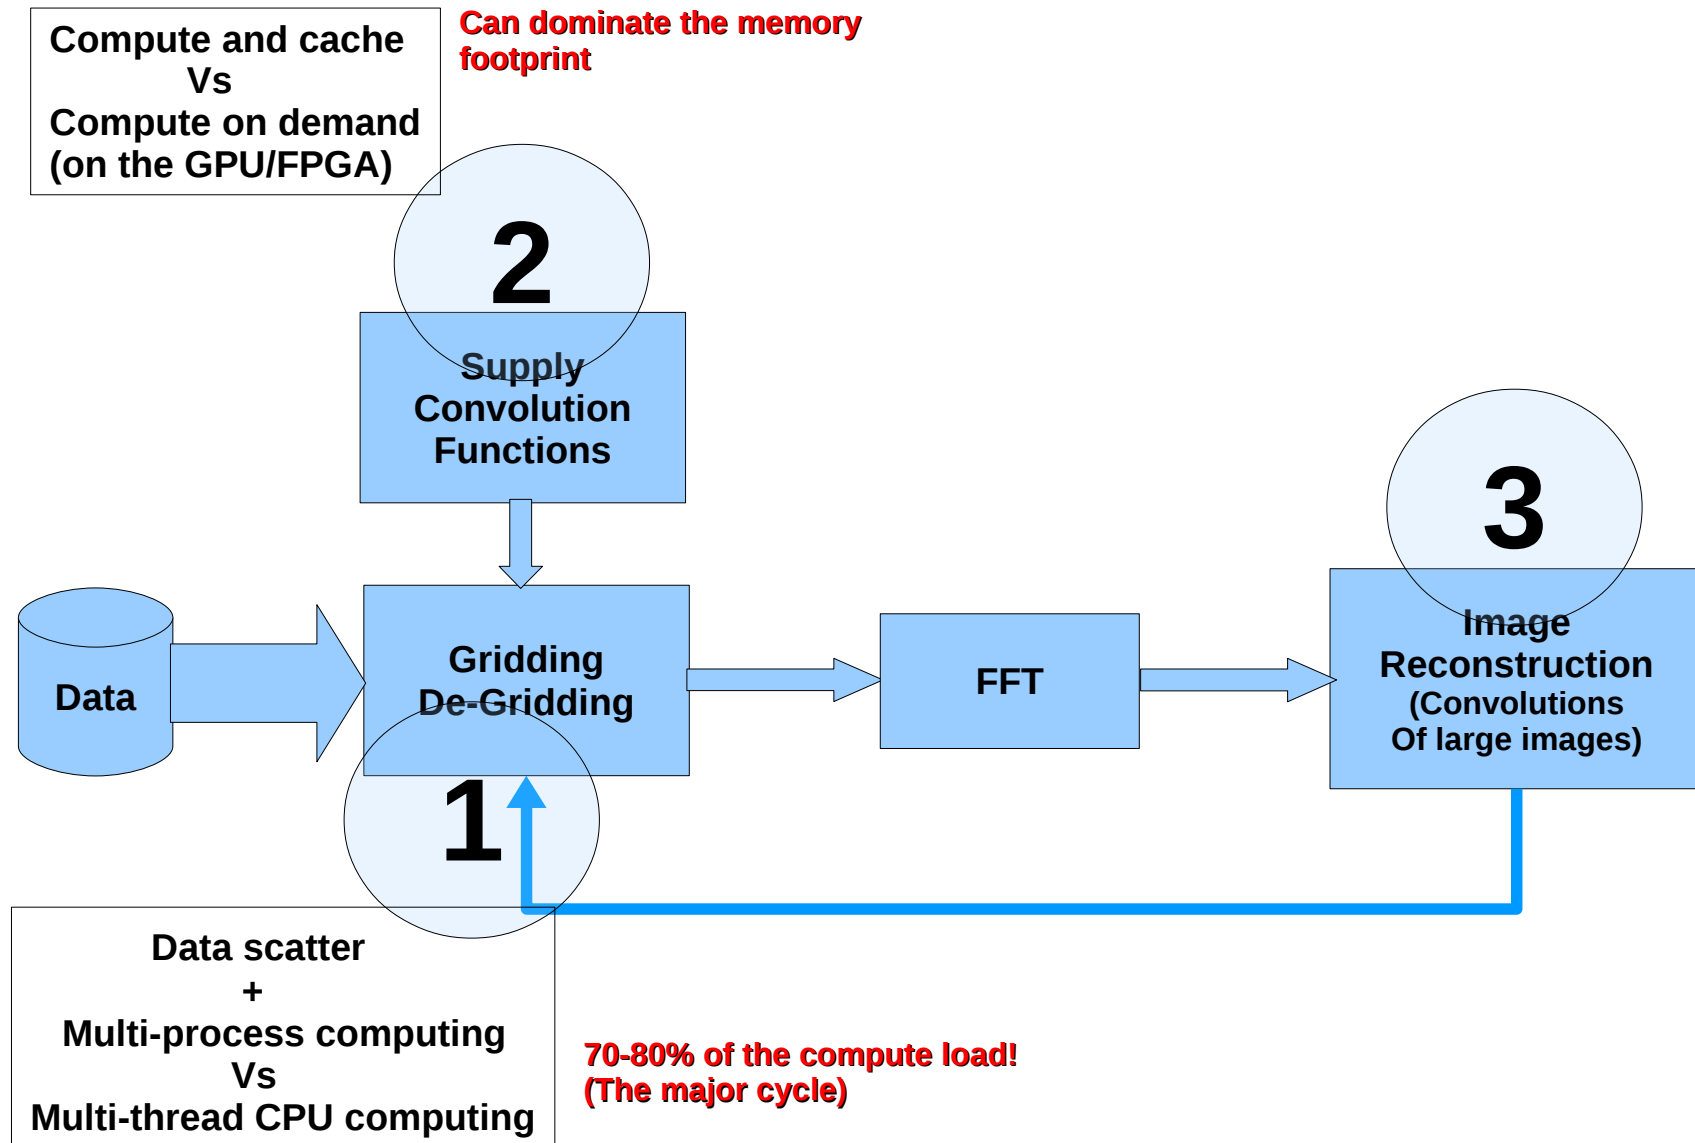 Compute and cache
Vs
Compute on demand
(on the GPU/FPGA)
Can dominate the memory
footprint
2
Supply
Convolution
Functions
3
Data
Gridding
De-Gridding
FFT
Image
Reconstruction
(Convolutions
Of large images)
1
Data scatter
+
Multi-process computing
Vs
Multi-thread CPU computing
70-80% of the compute load!
(The major cycle)